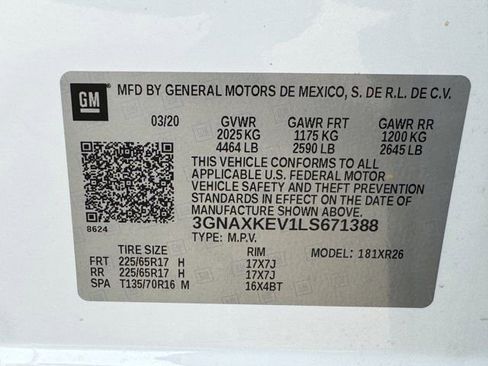 GM
MFD BY GENERAL MOTORS DE MEXICO, S. DE R.L. DE C.V.
03/20 GVWR GAWR FRT GAWR RR
2025 KG 1175 KG 1200 KG
4464 LB 2590 LB 2645 LB
THIS VEHICLE CONFORMS TO ALL
APPLICABLE U.S. FEDERAL MOTOR
VEHICLE SAFETY AND THEFT PREVENTION
STANDARDS IN EFFECT ON THE DATE OF
MANUFACTURE SHOWN ABOVE.
8624 3GNAXKEV1LS671388
TYPE: M.P.V.
TIRE SIZE RIM MODEL: 181XR26
FRT 225/65R17 H 17X7J
RR 225/65R17 H 17X7J
SPA T135/70R16 M 16X4BT